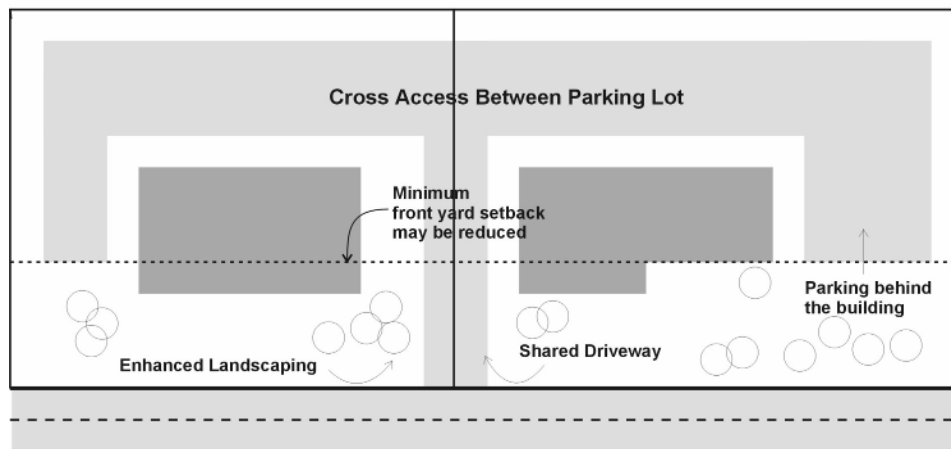 Cross Access Between Parking Lot
Minimum
front yard setback
may be reduced
Parking behind
the building
Enhanced Landscaping
Shared Driveway